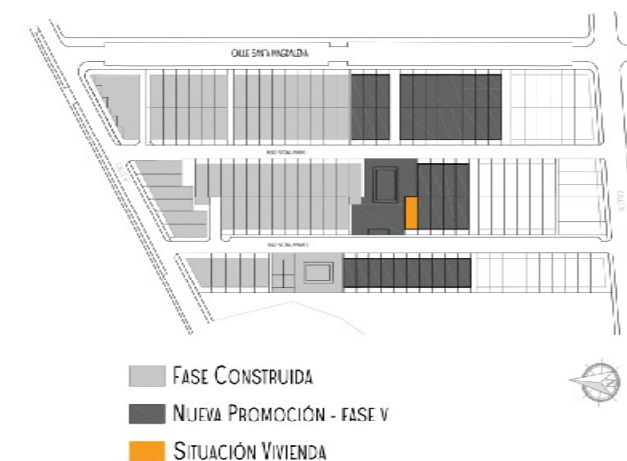 CALLE SANTA MAGDALENA
FASE CONSTRUIDA
NUEVA PROMOCIÓN - FASE V
SITUACIÓN VIVIENDA